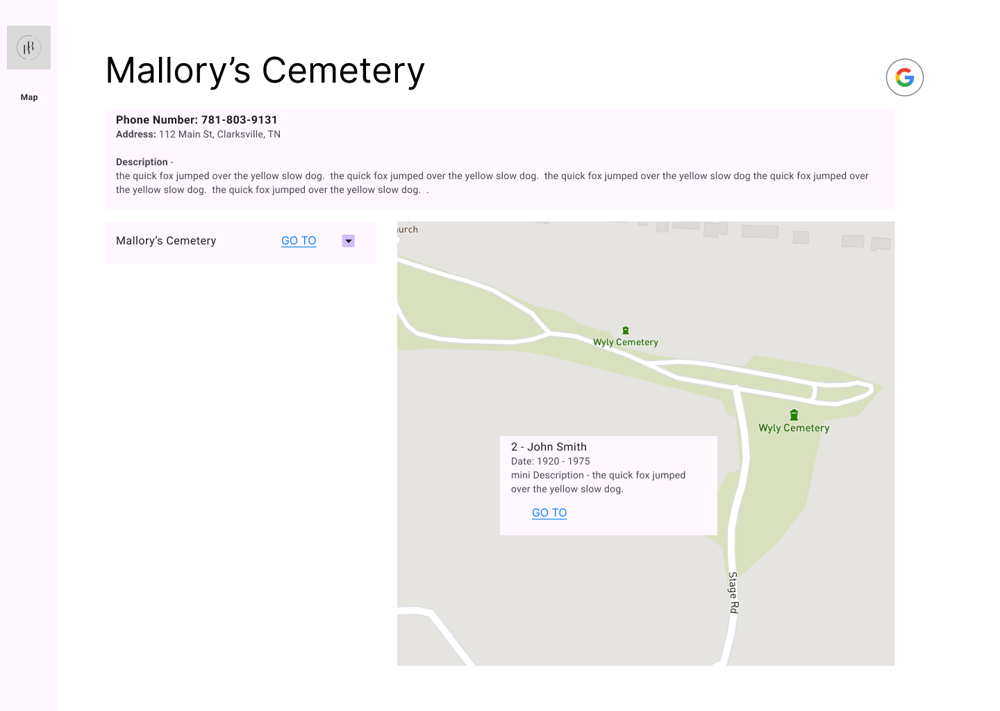 Map
Mallory’s Cemetery
Phone Number: 781-803-9131
Address: 112 Main St, Clarksville, TN
Description -
the quick fox jumped over the yellow slow dog.  the quick fox jumped over the yellow slow dog.  the quick fox jumped over the yellow slow dog the quick fox jumped over
the yellow slow dog.  the quick fox jumped over the yellow slow dog.  .
Mallory’s Cemetery GO TO
Wyly Cemetery
Wyly Cemetery
2 - John Smith
Date: 1920 - 1975
mini Description - the quick fox jumped
over the yellow slow dog.
GO TO
Stage Rd